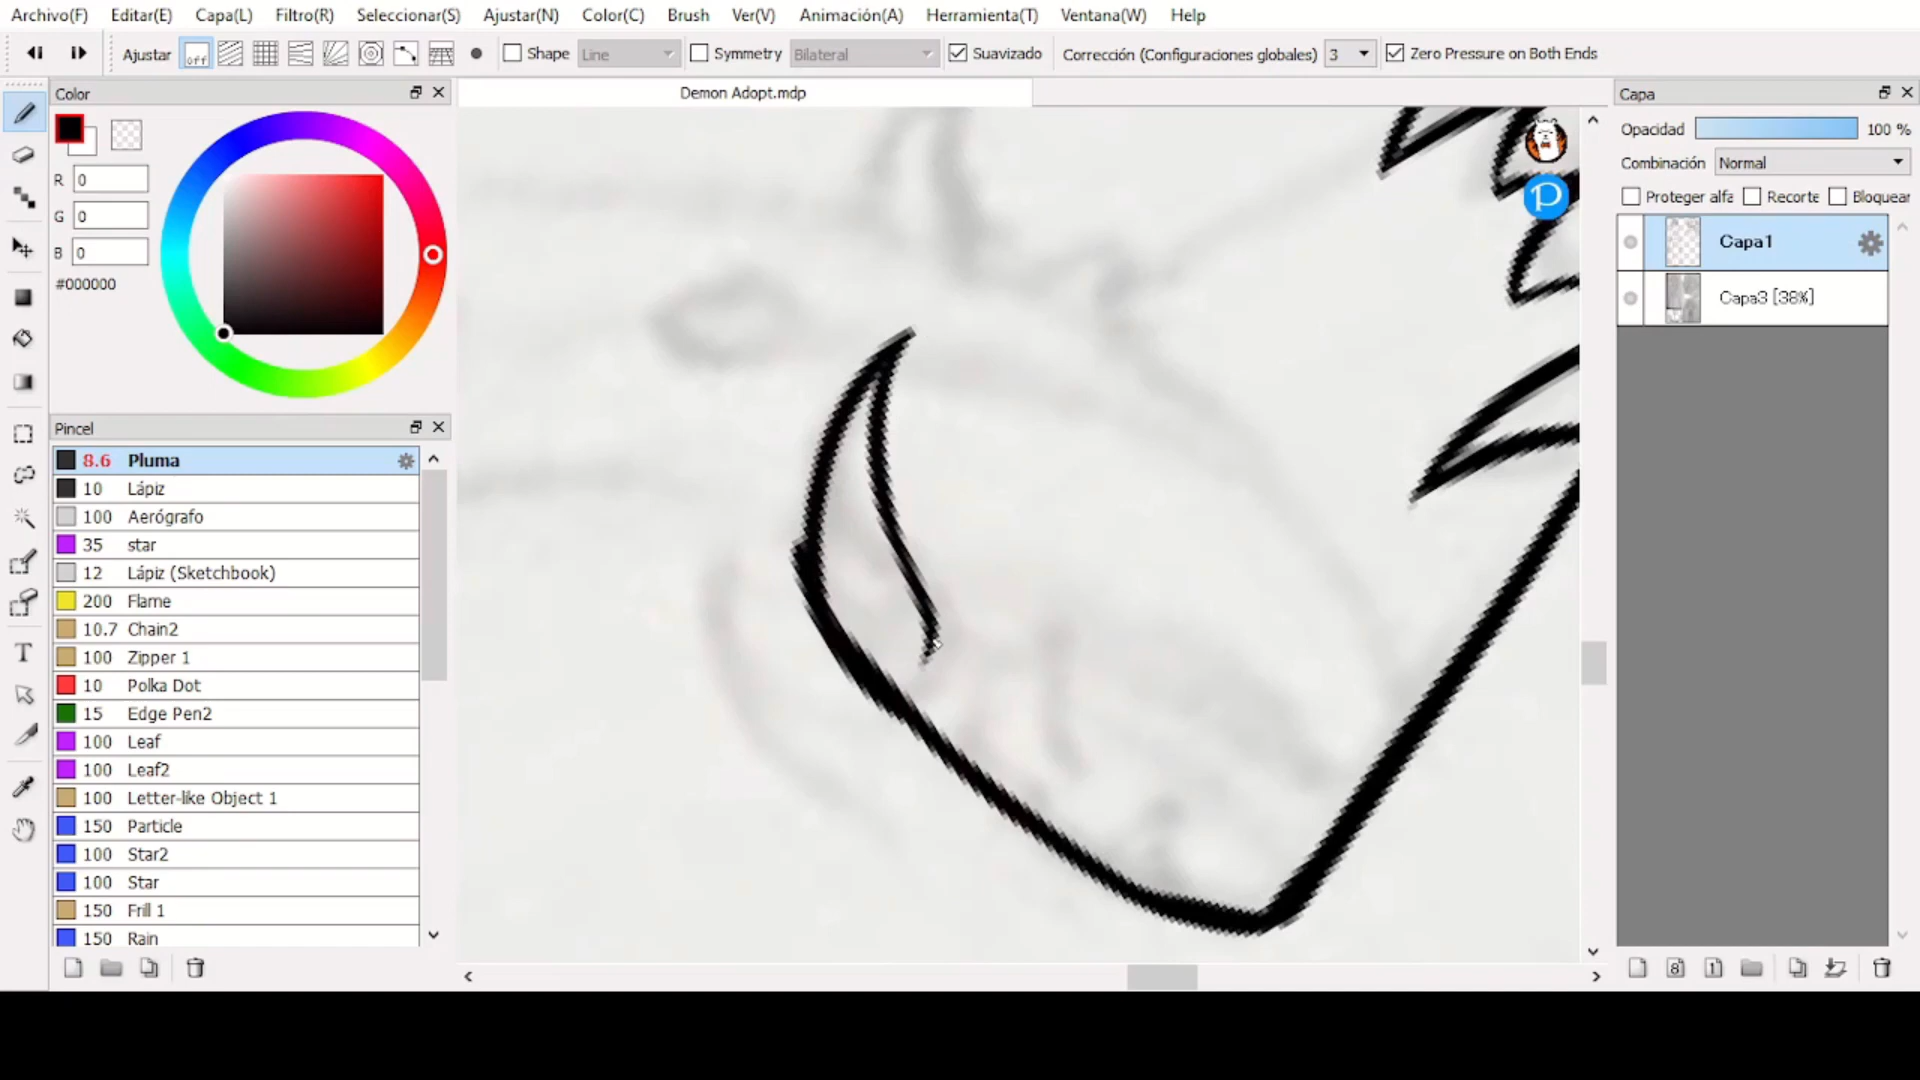 Archivo(F) Editar(E) Capa(L) Filtro(R) Seleccionar(S) Ajustar(N) Color(C) Brush Ver(V) Animación(A) Herramienta(T) Ventana(W) Help
Ajustar off Shape Line Symmetry Bilateral Suavizado Corrección (Configuraciones globales) 3 Zero Pressure on Both Ends
Color
Demon Adopt.mdp
R 0
G 0
B 0
#000000
Pincel
8.6 Pluma
10 Lápiz
100 Aerógrafo
35 star
12 Lápiz (Sketchbook)
200 Flame
10.7 Chain2
100 Zipper 1
10 Polka Dot
15 Edge Pen2
100 Leaf
100 Leaf2
100 Letter-like Object 1
150 Particle
100 Star2
100 Star
150 Frill 1
150 Rain
T
P
Capa
Opacidad 100 %
Combinación Normal
Proteger alfa Recorte Bloquear
Capa1
Capa3 [38%]
8 1